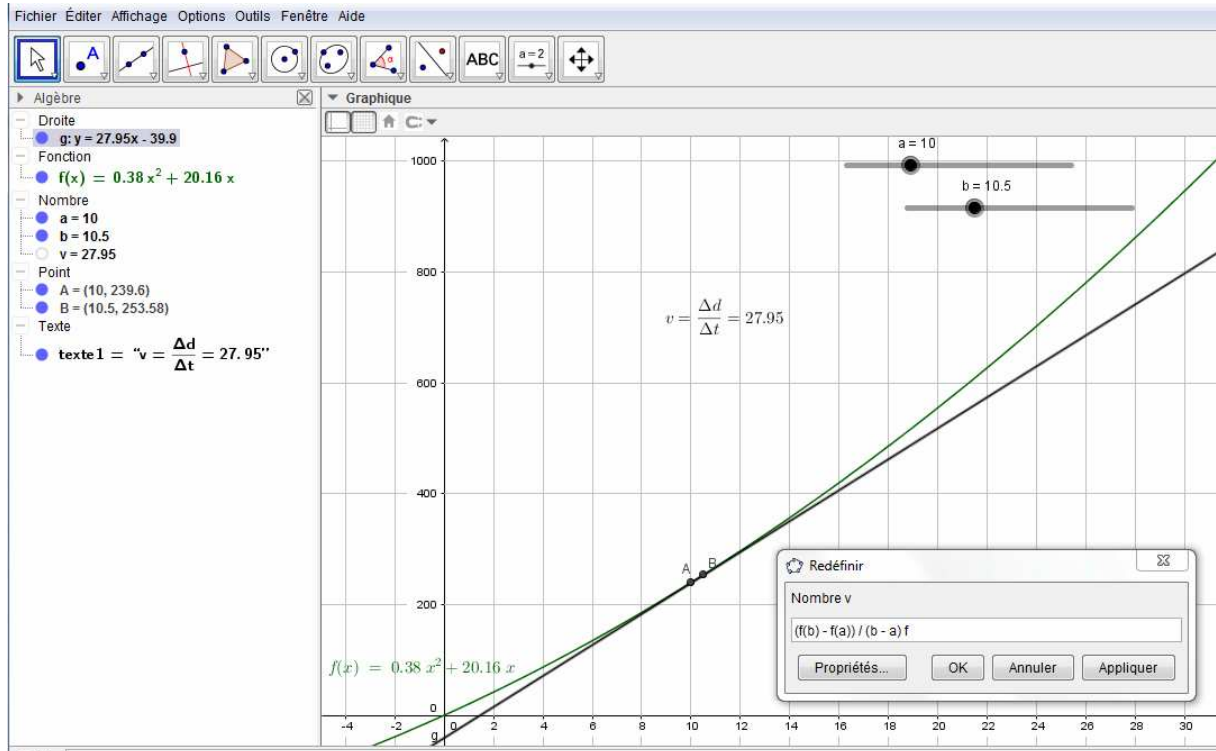 Fichier Éditer Affichage Options Outils Fenêtre Aide
A
α
ABC
a = 2
Algèbre
Droite
g: y = 27.95x - 39.9
Fonction
f(x) = 0.38 x² + 20.16 x
Nombre
a = 10
b = 10.5
v = 27.95
Point
A = (10, 239.6)
B = (10.5, 253.58)
Texte
texte1 = “v = Δd/Δt = 27. 95”
Graphique
a = 10
b = 10.5
1000
800
600
400
200
0
v = Δd/Δt = 27.95
A B
f(x) = 0.38 x² + 20.16 x
g
-4 -2 0 2 4 6 8 10 12 14 16 18 20 22 24 26 28 30
Redéfinir
Nombre v
(f(b) - f(a)) / (b - a) f
Propriétés... OK Annuler Appliquer